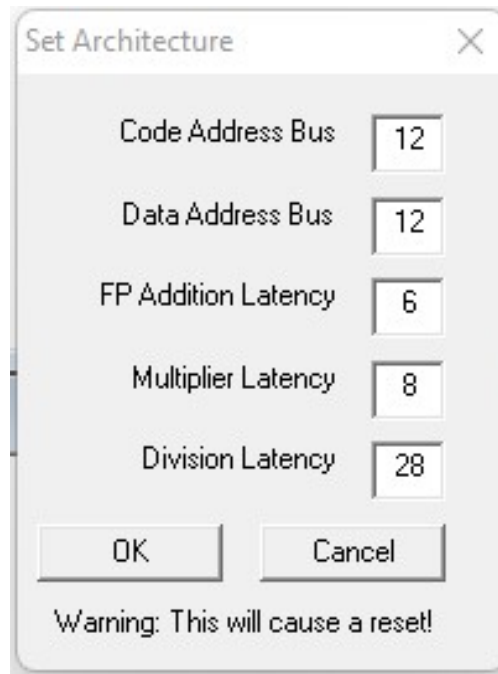 Set Architecture
Code Address Bus 12
Data Address Bus 12
FP Addition Latency 6
Multiplier Latency 8
Division Latency 28
OK Cancel
Warning: This will cause a reset!